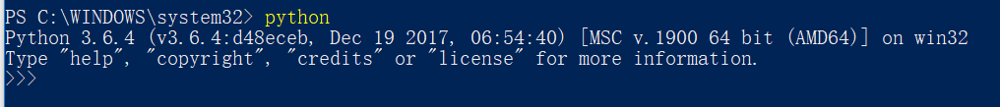 PS C:\WINDOWS\system32> python
Python 3.6.4 (v3.6.4:d48eceb, Dec 19 2017, 06:54:40) [MSC v.1900 64 bit (AMD64)] on win32
Type "help", "copyright", "credits" or "license" for more information.
>>>